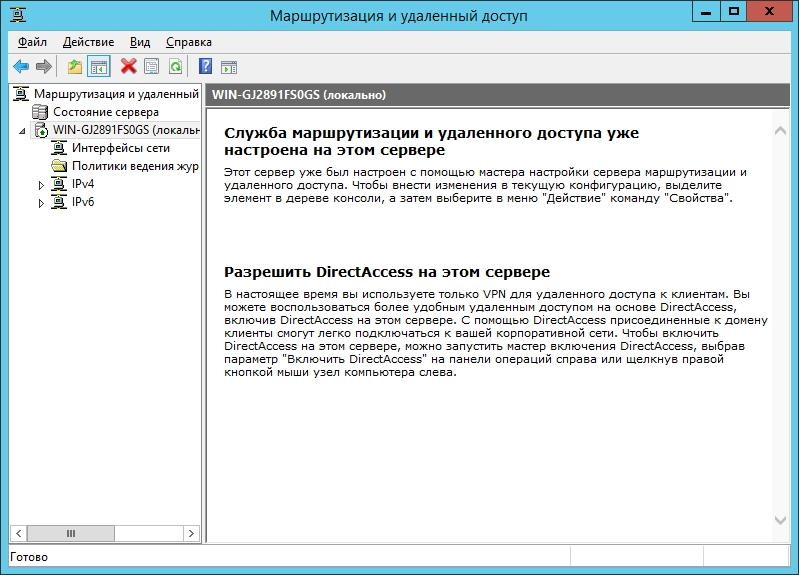 Маршрутизация и удаленный доступ
Файл Действие Вид Справка
Маршрутизация и удаленный
Состояние сервера
WIN-GJ2891FS0GS (локальн
Интерфейсы сети
Политики ведения жур
IPv4
IPv6
WIN-GJ2891FS0GS (локально)
Служба маршрутизации и удаленного доступа уже
настроена на этом сервере
Этот сервер уже был настроен с помощью мастера настройки сервера маршрутизации и
удаленного доступа. Чтобы внести изменения в текущую конфигурацию, выделите
элемент в дереве консоли, а затем выберите в меню "Действие" команду "Свойства".
Разрешить DirectAccess на этом сервере
В настоящее время вы используете только VPN для удаленного доступа к клиентам. Вы
можете воспользоваться более удобным удаленным доступом на основе DirectAccess,
включив DirectAccess на этом сервере. С помощью DirectAccess присоединенные к домену
клиенты смогут легко подключаться к вашей корпоративной сети. Чтобы включить
DirectAccess на этом сервере, можно запустить мастер включения DirectAccess, выбрав
параметр "Включить DirectAccess" на панели операций справа или щелкнув правой
кнопкой мыши узел компьютера слева.
Готово